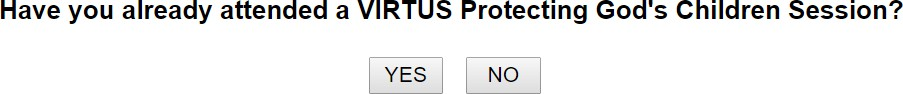 Have you already attended a VIRTUS Protecting God's Children Session?
YES NO